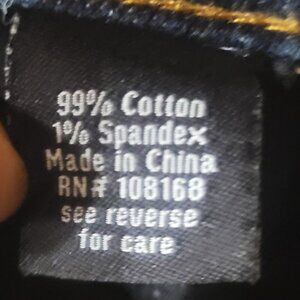 99% Cotton
1% Spandex
Made in China
RN# 108168
see reverse
for care